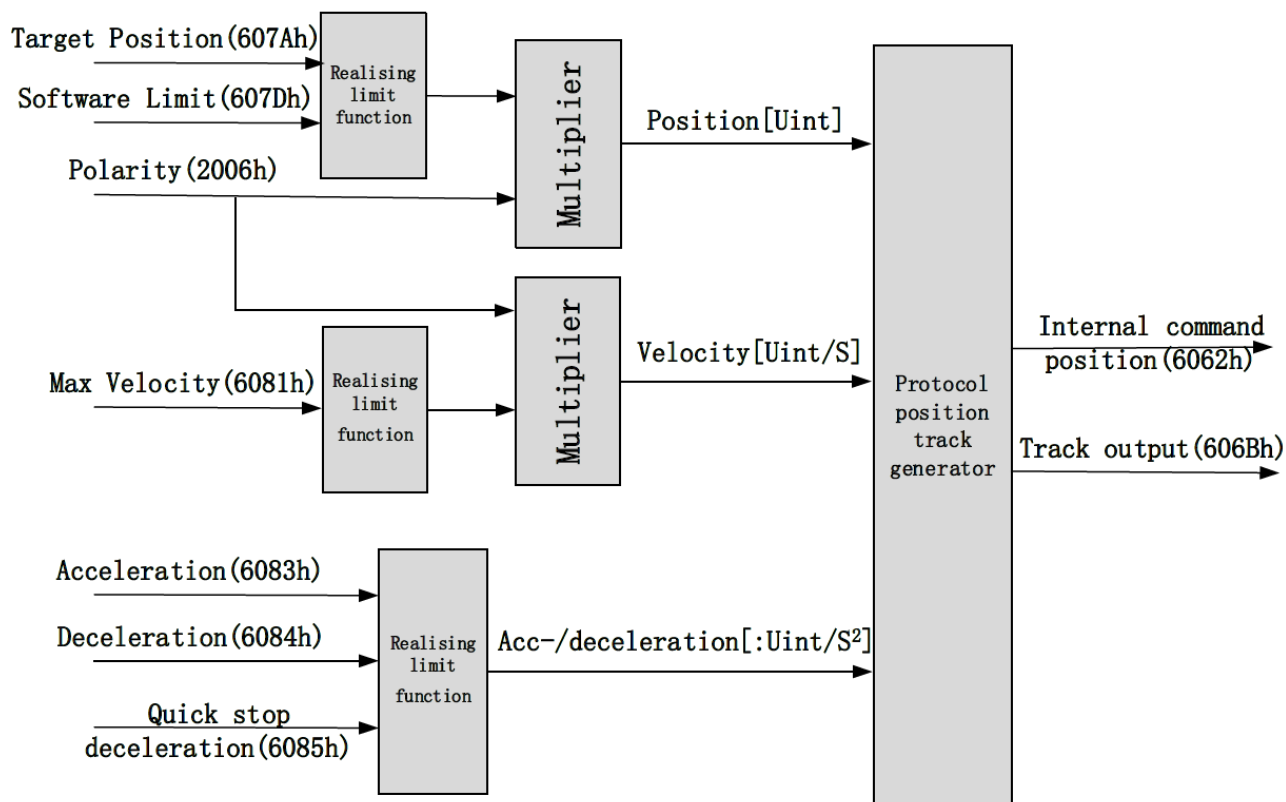 Target Position(607Ah)
Software Limit(607Dh)
Realising
limit
function
Polarity(2006h)
Multiplier
Position[Uint]
Max Velocity(6081h)
Realising
limit
function
Multiplier
Velocity[Uint/S]
Acceleration(6083h)
Deceleration(6084h)
Quick stop
deceleration(6085h)
Realising
limit
function
Acc-/deceleration[:Uint/S²]
Protocol
position
track
generator
Internal command
position(6062h)
Track output(606Bh)